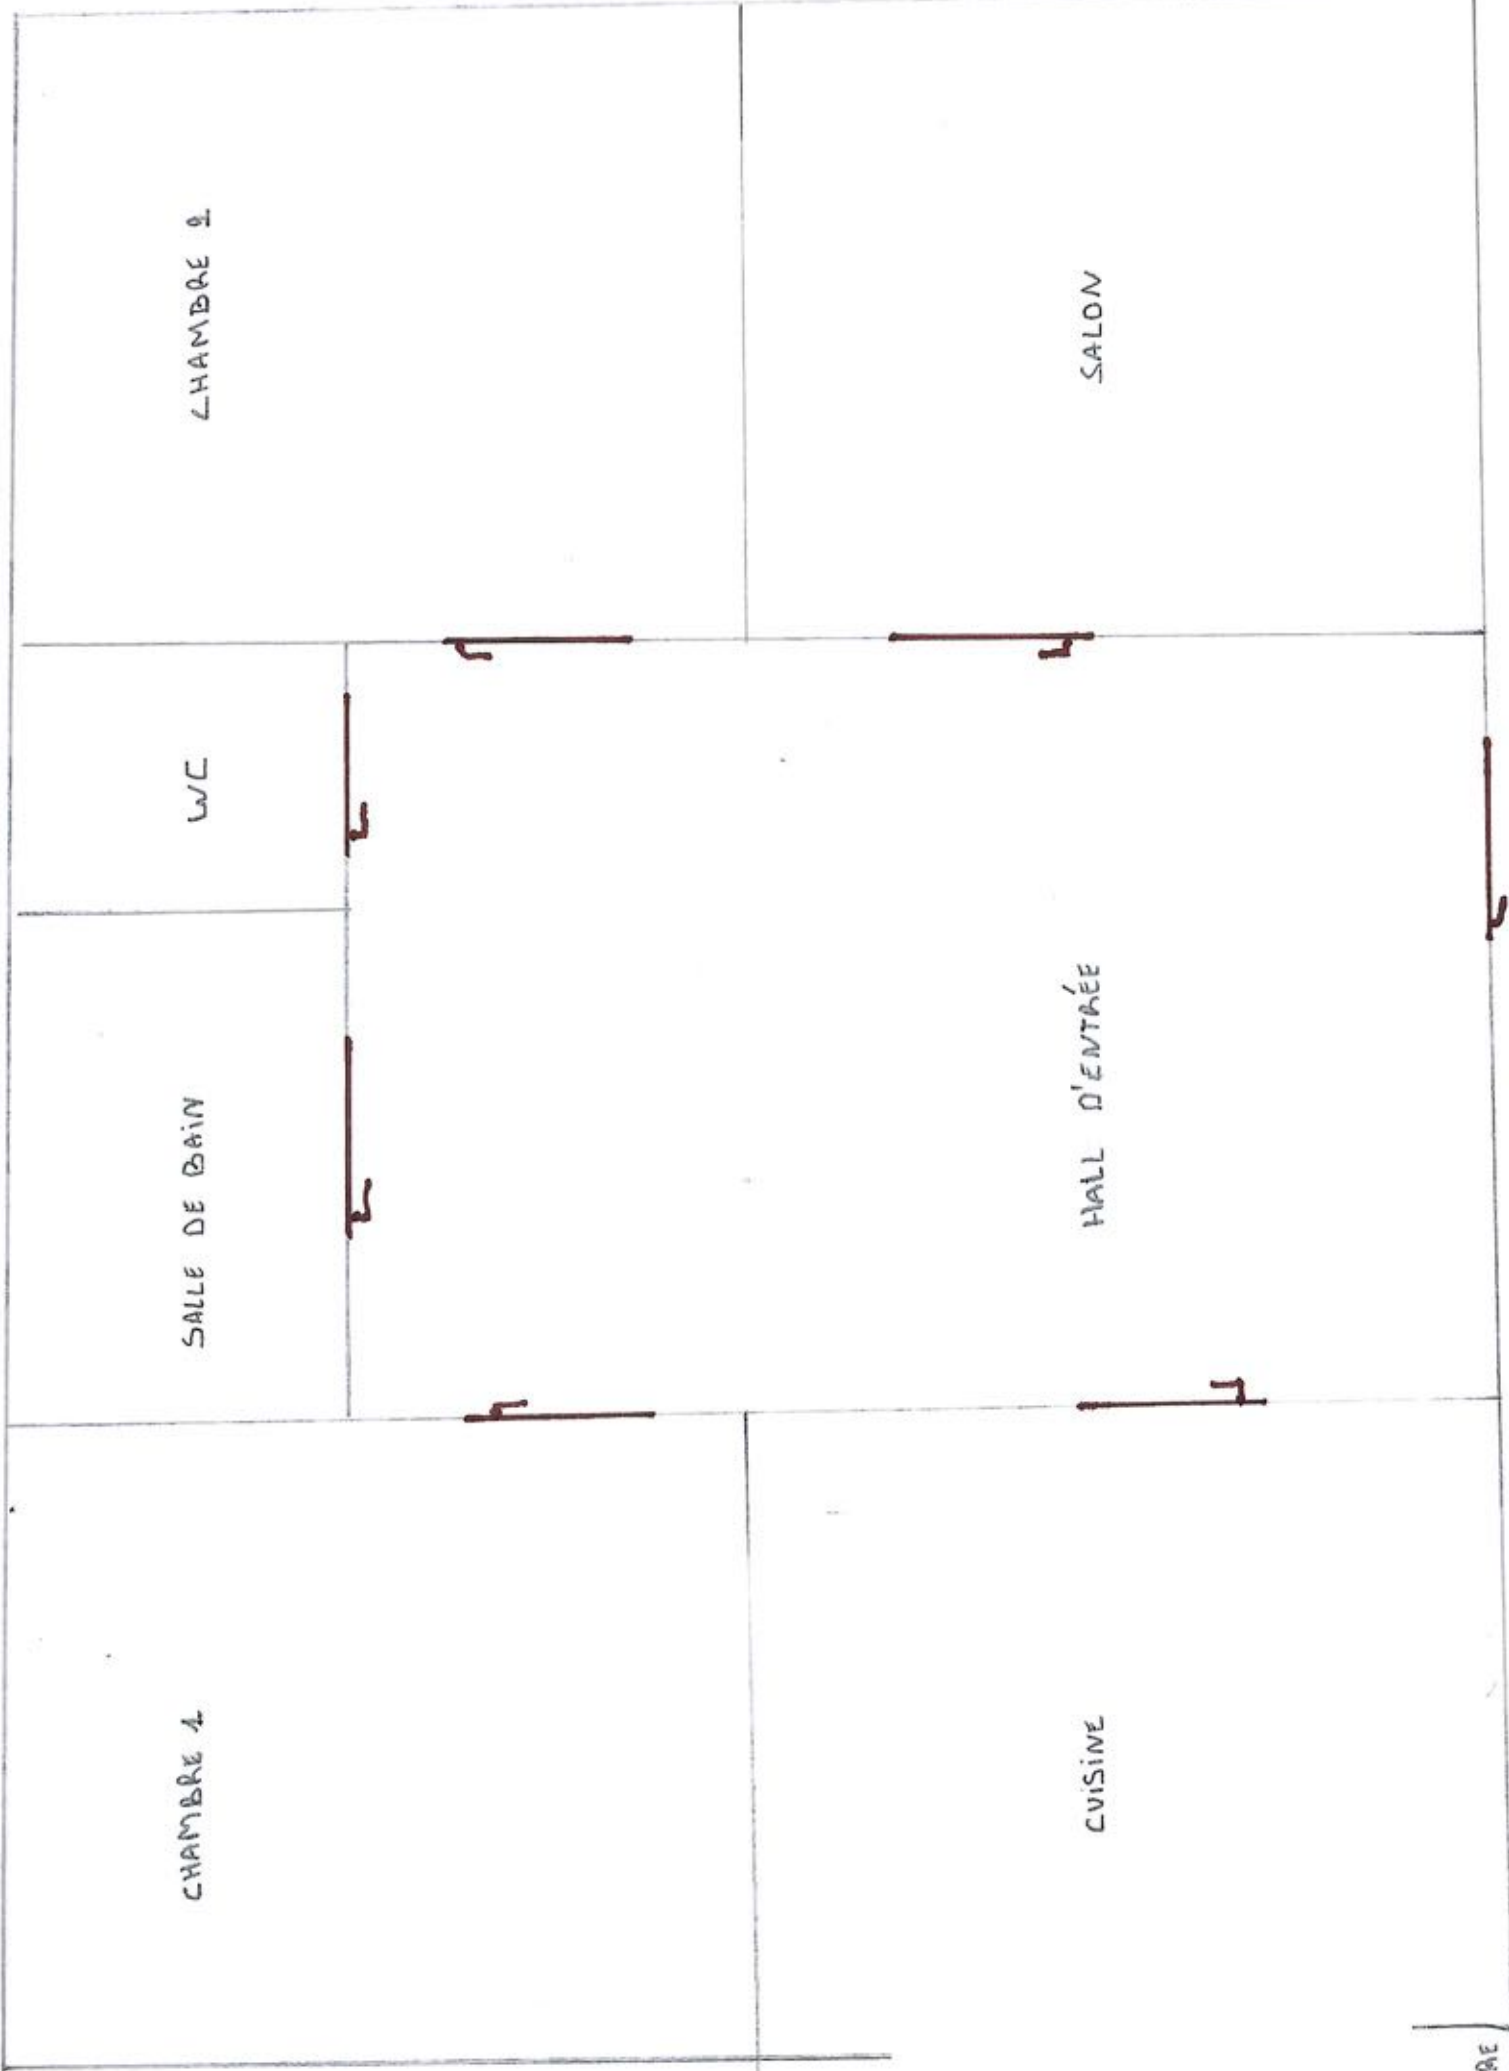 CHAMBRE 1
SALLE DE BAIN
WC
CHAMBRE 2
CUISINE
HALL D'ENTRÉE
SALON